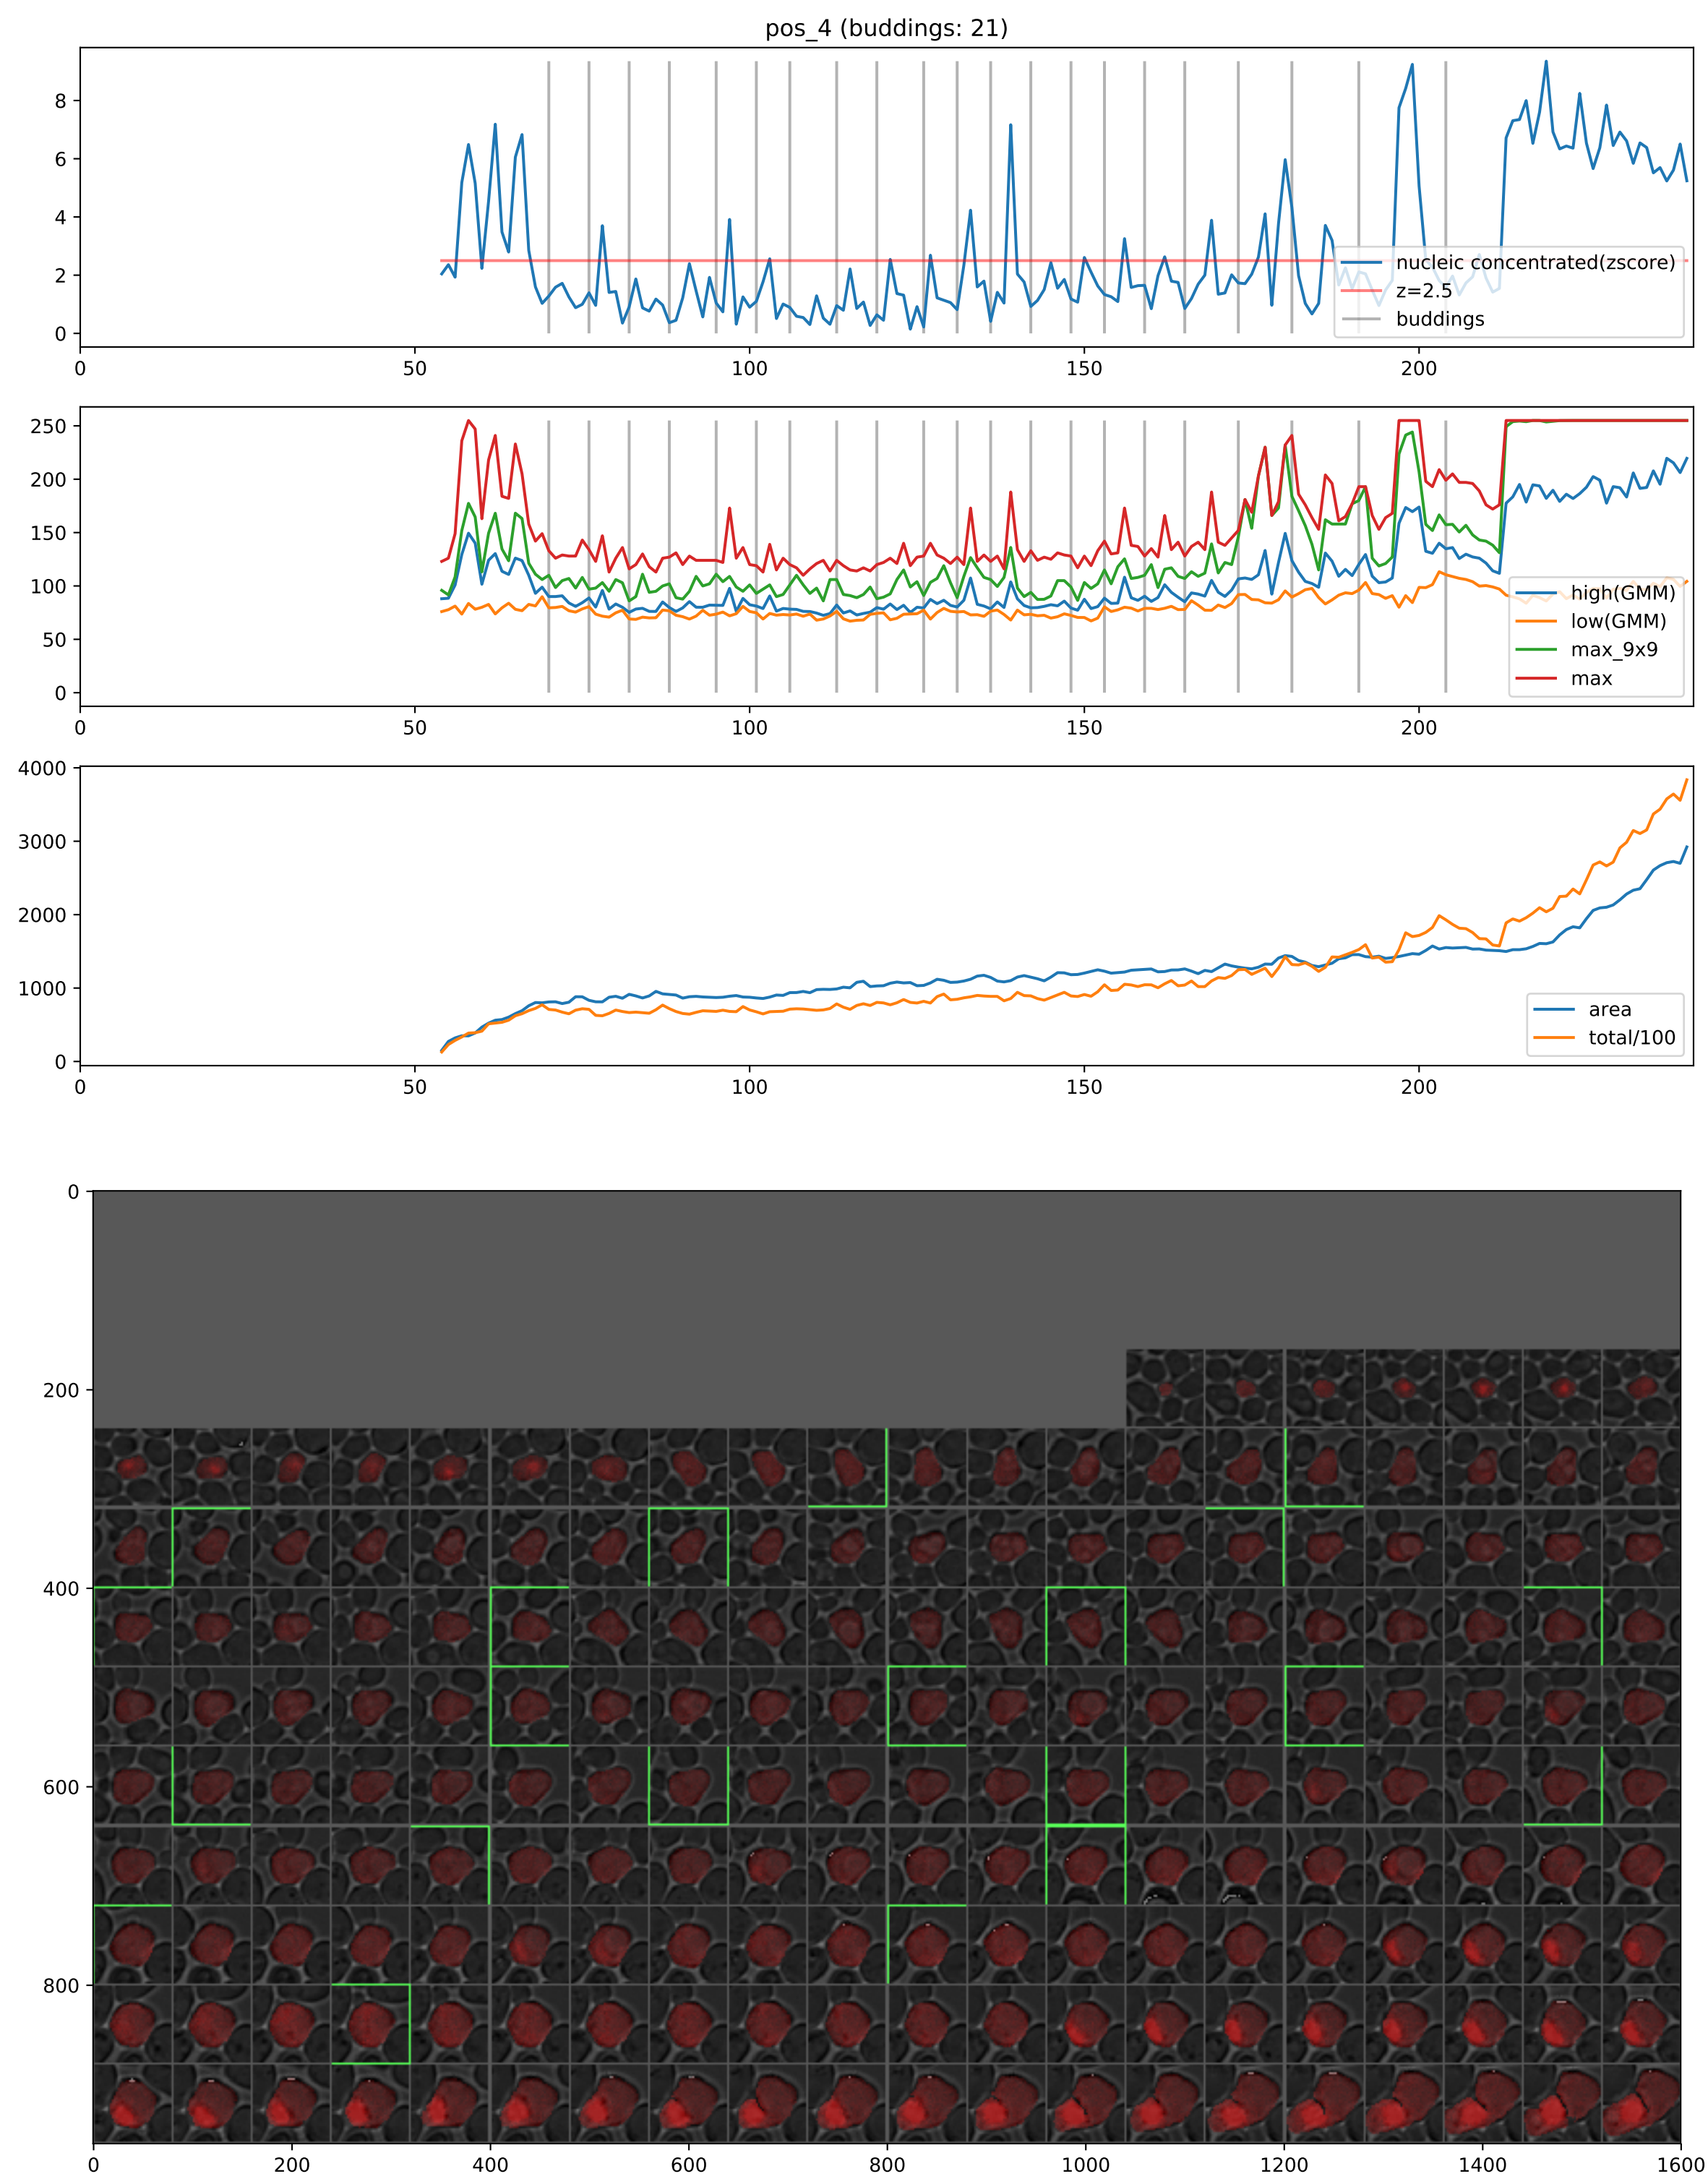 pos_4 (buddings: 21)
8
6
4
2
0
nucleic concentrated(zscore)
z=2.5
buddings
0 50 100 150 200
250
200
150
100
50
0
high(GMM)
low(GMM)
max_9x9
max
0 50 100 150 200
4000
3000
2000
1000
0
area
total/100
0 50 100 150 200
0
200
400
600
800
0 200 400 600 800 1000 1200 1400 1600